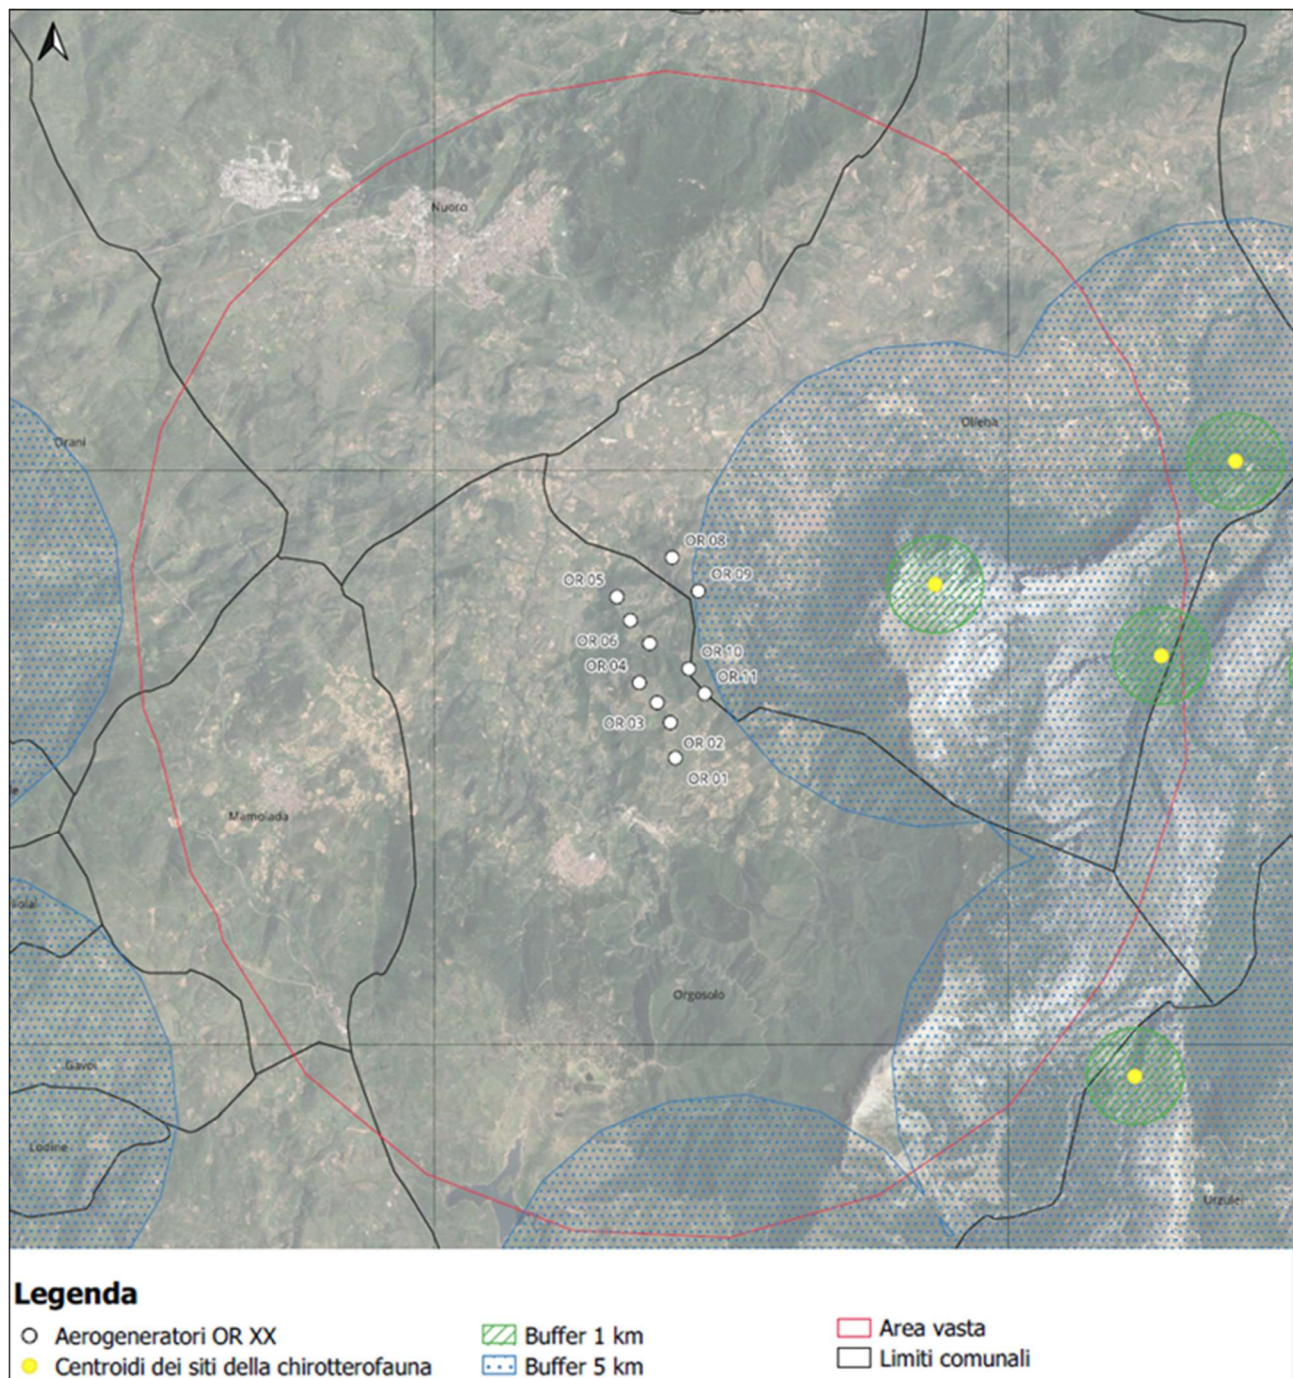 Nuoro
Orani
Oliena
OR 08
OR 09
OR 05
OR 06
OR 10
OR 04
OR 11
OR 03
OR 02
OR 01
Mamoiada
Orgosolo
Gavoi
Lodine
Urzulei
Legenda
Aerogeneratori OR XX
Centroidi dei siti della chirotterofauna
Buffer 1 km
Buffer 5 km
Area vasta
Limiti comunali